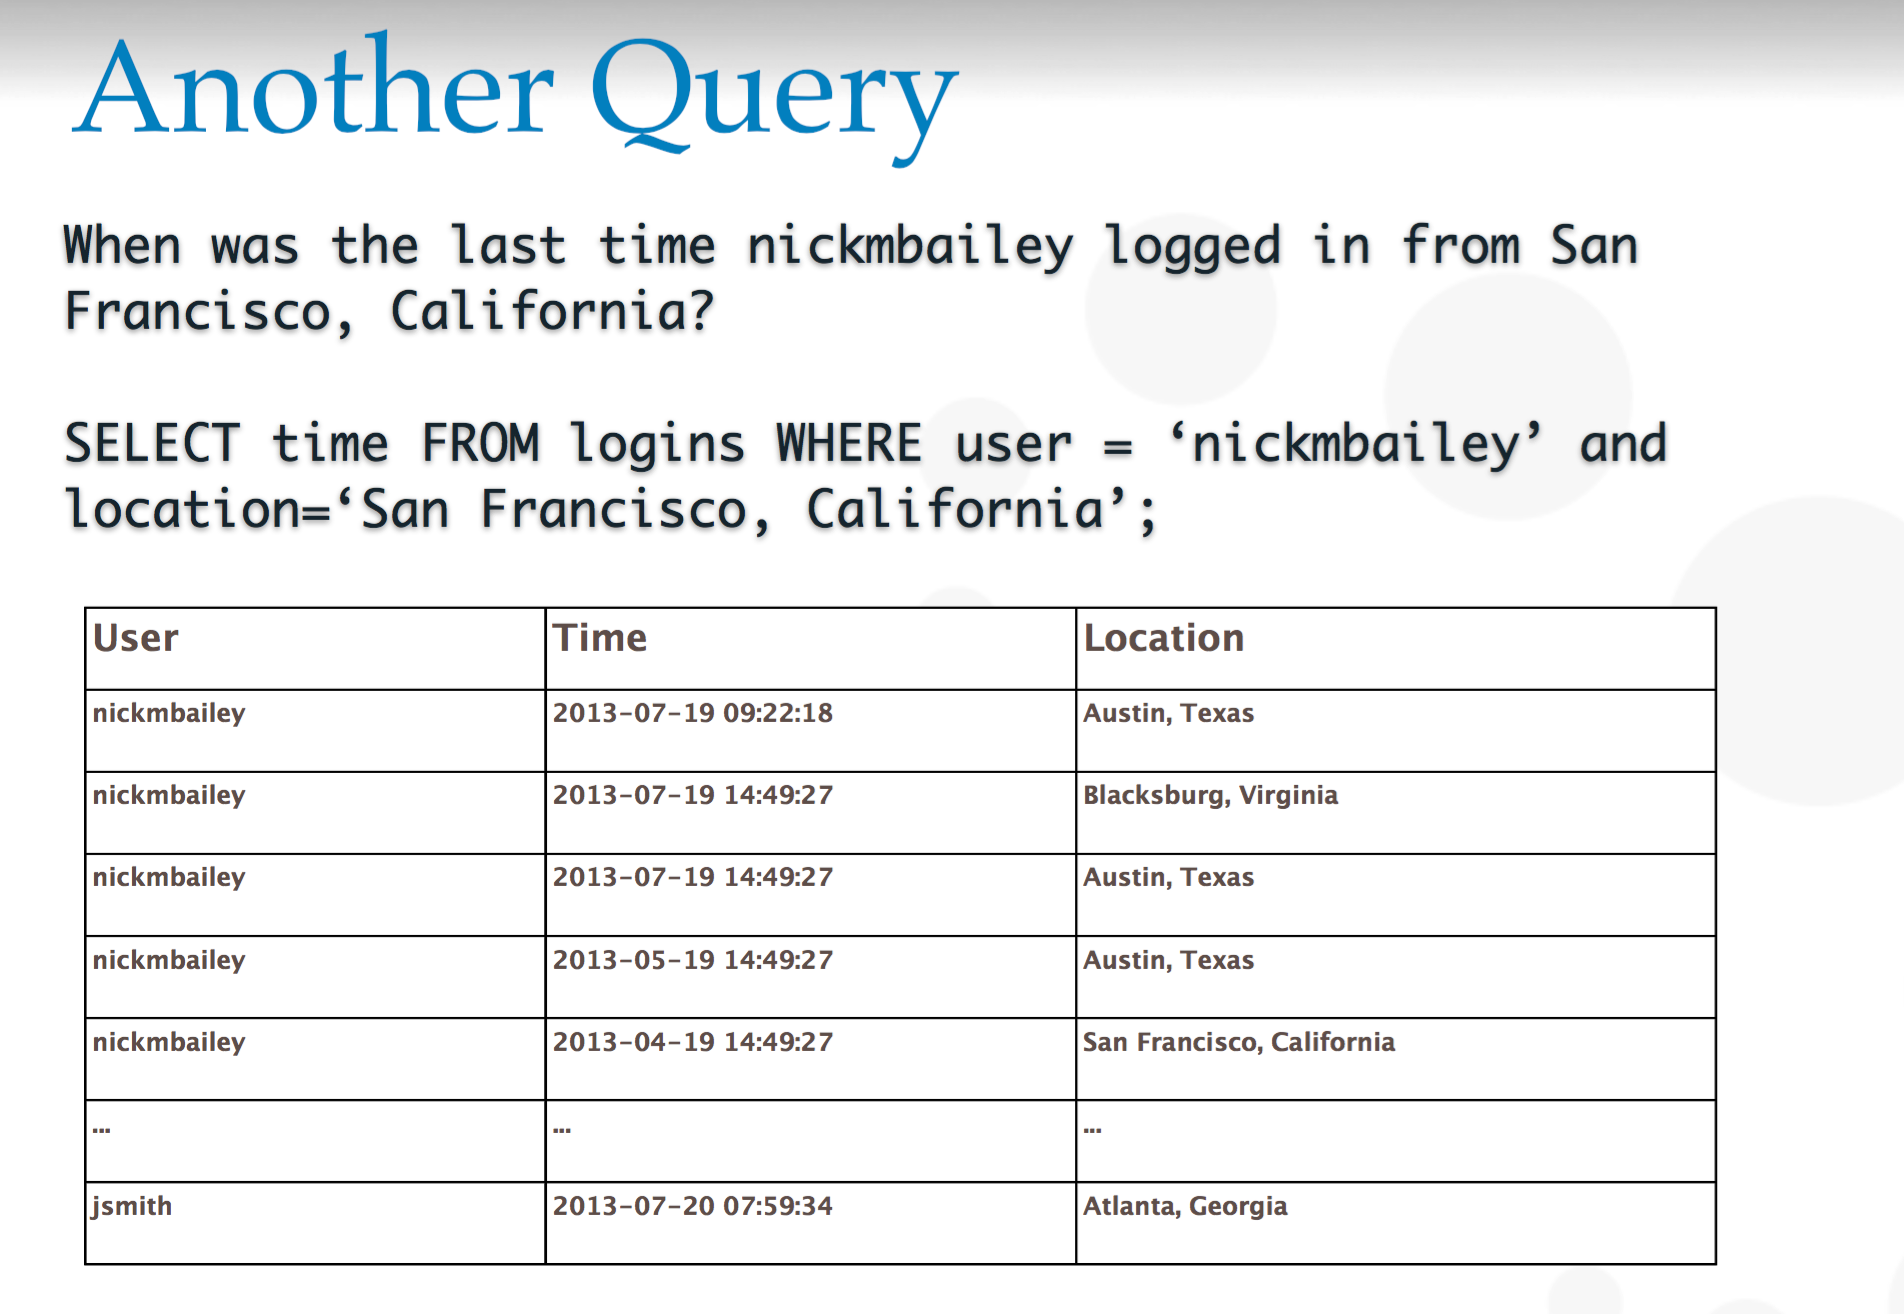 Another Query
When was the last time nickmbailey logged in from San
Francisco, California?
SELECT time FROM logins WHERE user = ‘nickmbailey’ and
location=‘San Francisco, California’;
User Time Location
nickmbailey 2013-07-19 09:22:18 Austin, Texas
nickmbailey 2013-07-19 14:49:27 Blacksburg, Virginia
nickmbailey 2013-07-19 14:49:27 Austin, Texas
nickmbailey 2013-05-19 14:49:27 Austin, Texas
nickmbailey 2013-04-19 14:49:27 San Francisco, California
... ... ...
jsmith 2013-07-20 07:59:34 Atlanta, Georgia